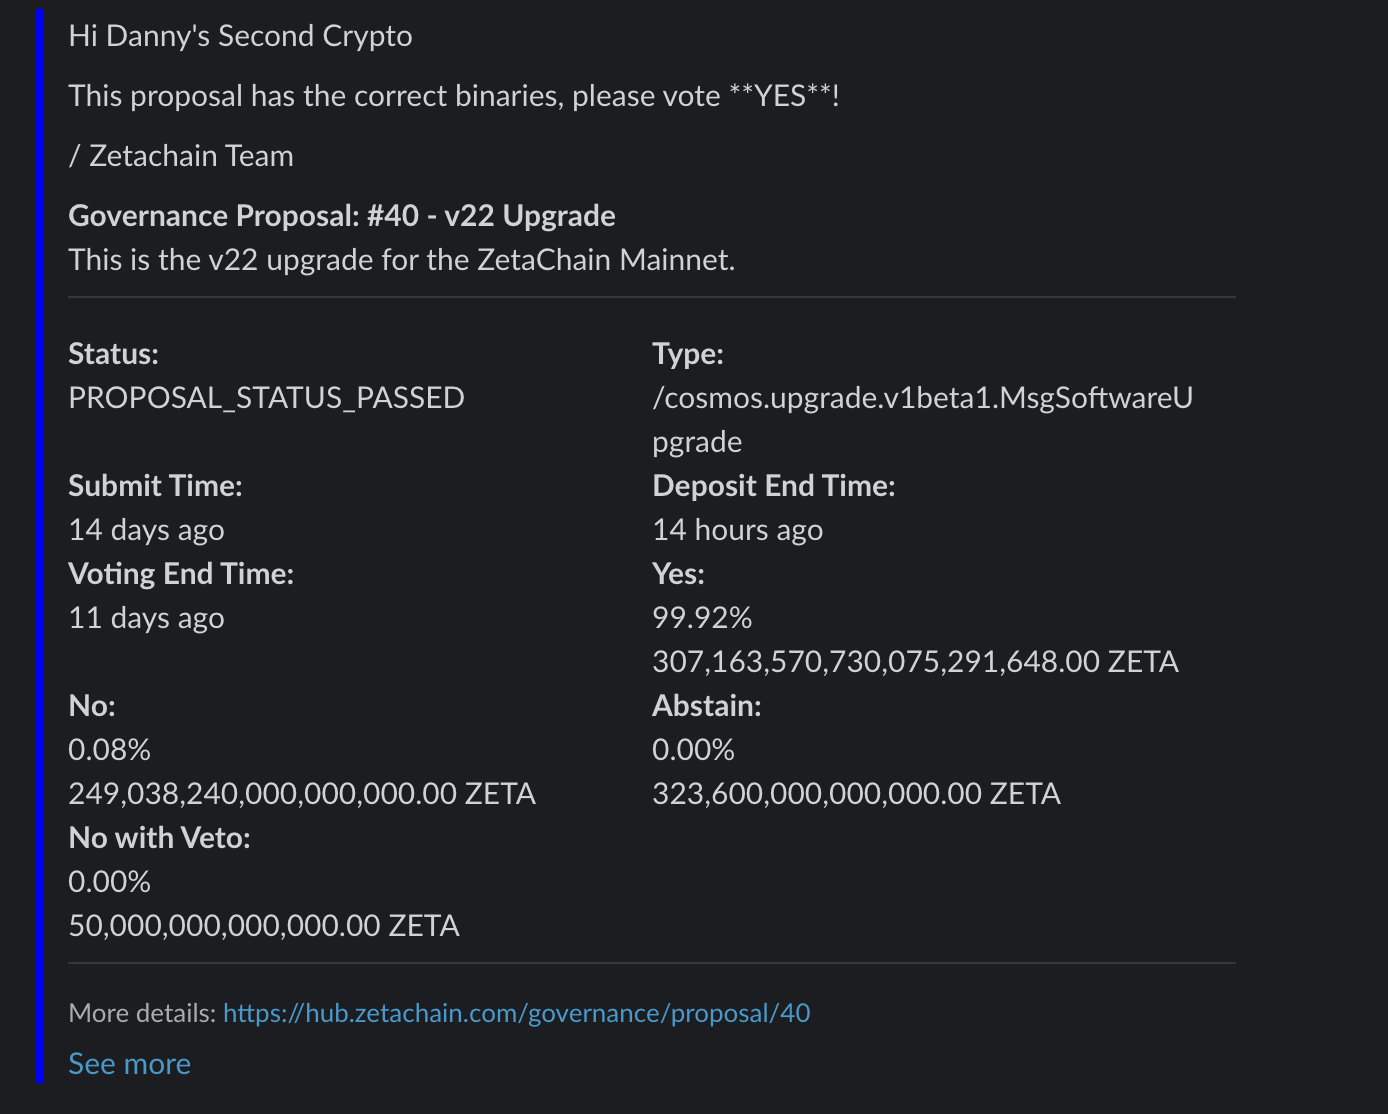 Hi Danny's Second Crypto
This proposal has the correct binaries, please vote **YES**!
/ Zetachain Team
Governance Proposal: #40 - v22 Upgrade
This is the v22 upgrade for the ZetaChain Mainnet.
Status:
PROPOSAL_STATUS_PASSED
Type:
/cosmos.upgrade.v1beta1.MsgSoftwareU
pgrade
Submit Time:
14 days ago
Deposit End Time:
14 hours ago
Voting End Time:
11 days ago
Yes:
99.92%
307,163,570,730,075,291,648.00 ZETA
No:
0.08%
249,038,240,000,000,000.00 ZETA
Abstain:
0.00%
323,600,000,000,000.00 ZETA
No with Veto:
0.00%
50,000,000,000,000.00 ZETA
More details: https://hub.zetachain.com/governance/proposal/40
See more